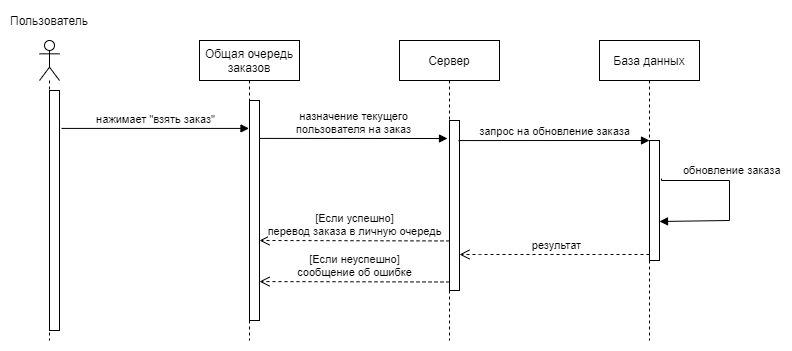 Пользователь
Общая очередь
заказов
Сервер
База данных
нажимает "взять заказ"
назначение текущего
пользователя на заказ
запрос на обновление заказа
обновление заказа
[Если успешно]
перевод заказа в личную очередь
результат
[Если неуспешно]
сообщение об ошибке